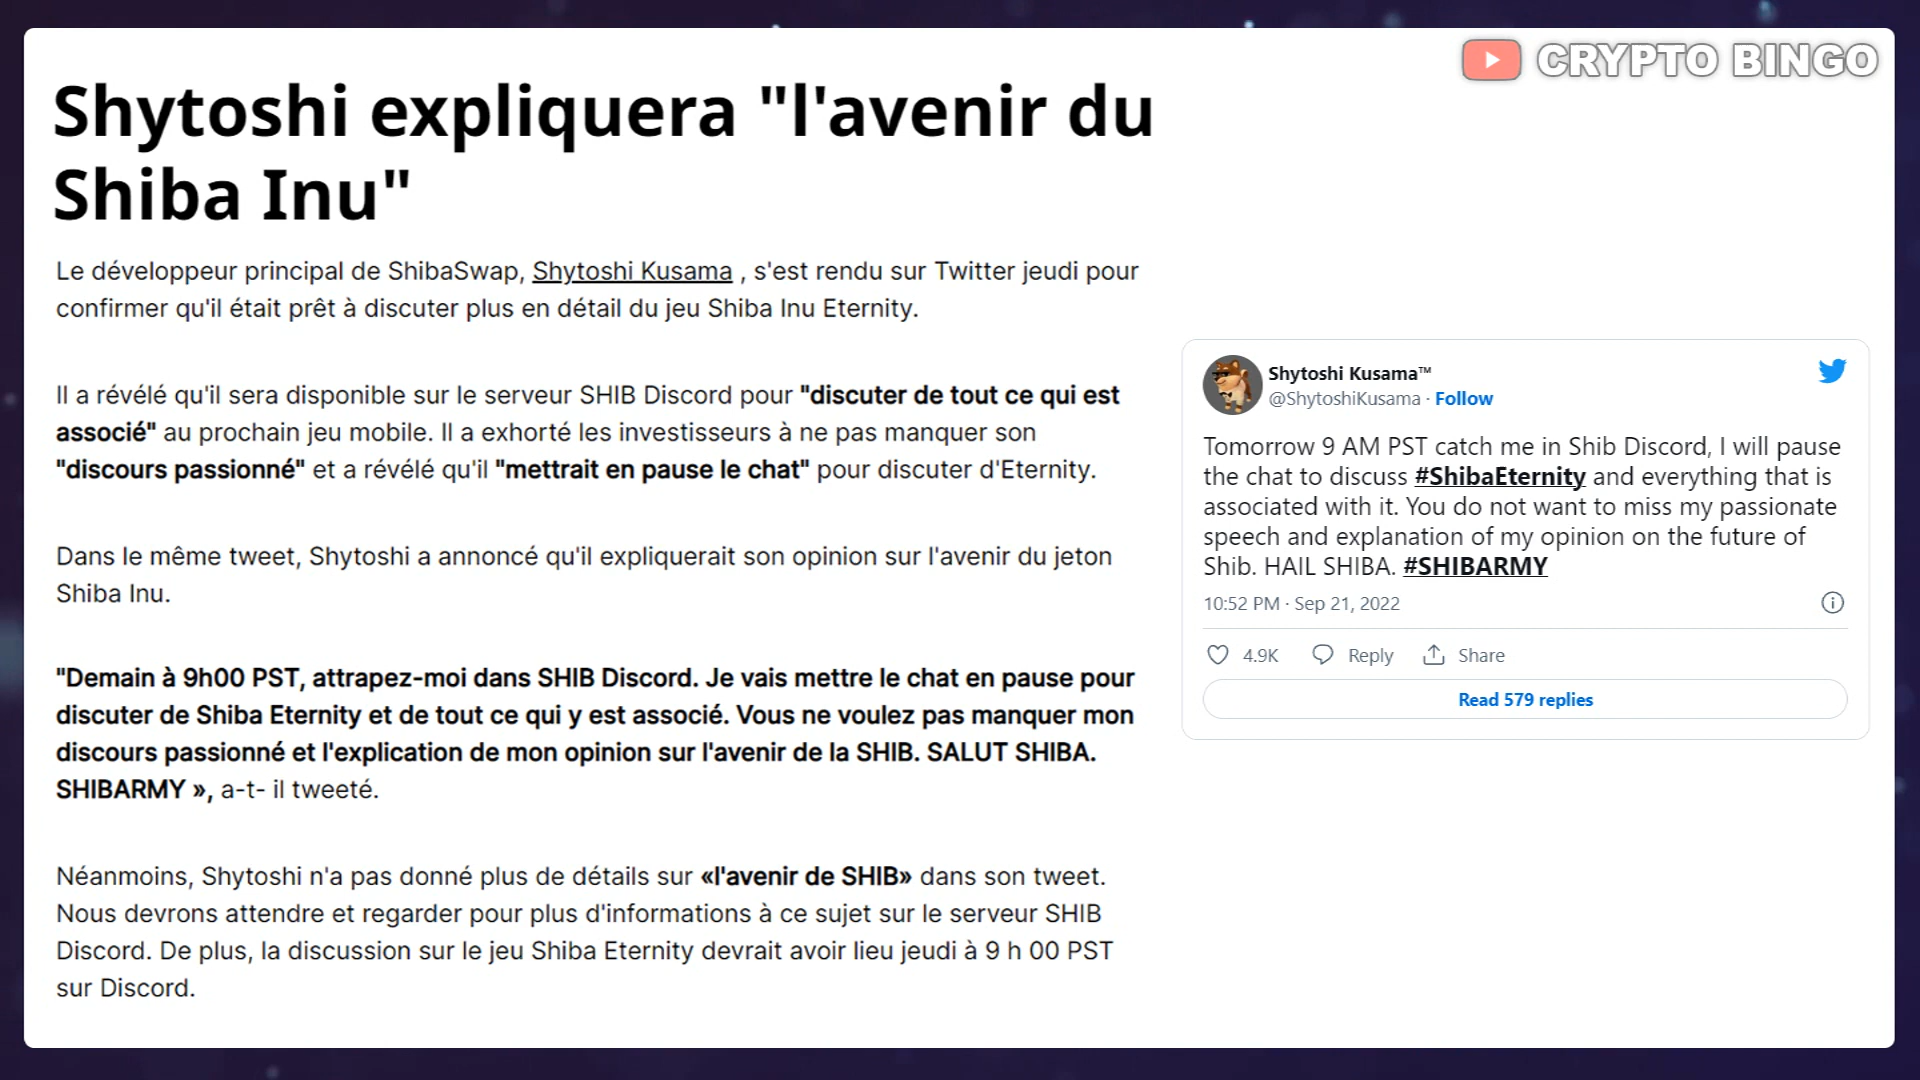 CRYPTO BINGO
Shytoshi expliquera "l'avenir du
Shiba Inu"
Le développeur principal de ShibaSwap, Shytoshi Kusama , s'est rendu sur Twitter jeudi pour
confirmer qu'il était prêt à discuter plus en détail du jeu Shiba Inu Eternity.
Il a révélé qu'il sera disponible sur le serveur SHIB Discord pour "discuter de tout ce qui est
associé" au prochain jeu mobile. Il a exhorté les investisseurs à ne pas manquer son
"discours passionné" et a révélé qu'il "mettrait en pause le chat" pour discuter d'Eternity.
Dans le même tweet, Shytoshi a annoncé qu'il expliquerait son opinion sur l'avenir du jeton
Shiba Inu.
"Demain à 9h00 PST, attrapez-moi dans SHIB Discord. Je vais mettre le chat en pause pour
discuter de Shiba Eternity et de tout ce qui y est associé. Vous ne voulez pas manquer mon
discours passionné et l'explication de mon opinion sur l'avenir de la SHIB. SALUT SHIBA.
SHIBARMY », a-t- il tweeté.
Néanmoins, Shytoshi n'a pas donné plus de détails sur «l'avenir de SHIB» dans son tweet.
Nous devrons attendre et regarder pour plus d'informations à ce sujet sur le serveur SHIB
Discord. De plus, la discussion sur le jeu Shiba Eternity devrait avoir lieu jeudi à 9 h 00 PST
sur Discord.
Shytoshi Kusama™
@ShytoshiKusama · Follow
Tomorrow 9 AM PST catch me in Shib Discord, I will pause
the chat to discuss #ShibaEternity and everything that is
associated with it. You do not want to miss my passionate
speech and explanation of my opinion on the future of
Shib. HAIL SHIBA. #SHIBARMY
10:52 PM · Sep 21, 2022
4.9K Reply Share
Read 579 replies